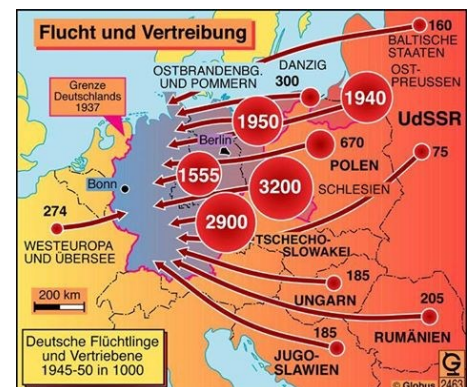 Flucht und Vertreibung
160
BALTISCHE
STAATEN
OSTBRANDENBG.
UND POMMERN
DANZIG
300
OST-
PREUSSEN
Grenze
Deutschlands
1937
1940
1950
UdSSR
Berlin
670
POLEN
75
1555
Bonn
3200
SCHLESIEN
274
2900
WESTEUROPA
UND ÜBERSEE
TSCHECHO-
SLOWAKEI
185
UNGARN
200 km
205
RUMÄNIEN
Deutsche Flüchtlinge
und Vertriebene
1945-50 in 1000
185
JUGO-
SLAWIEN
G
© Globus
2463